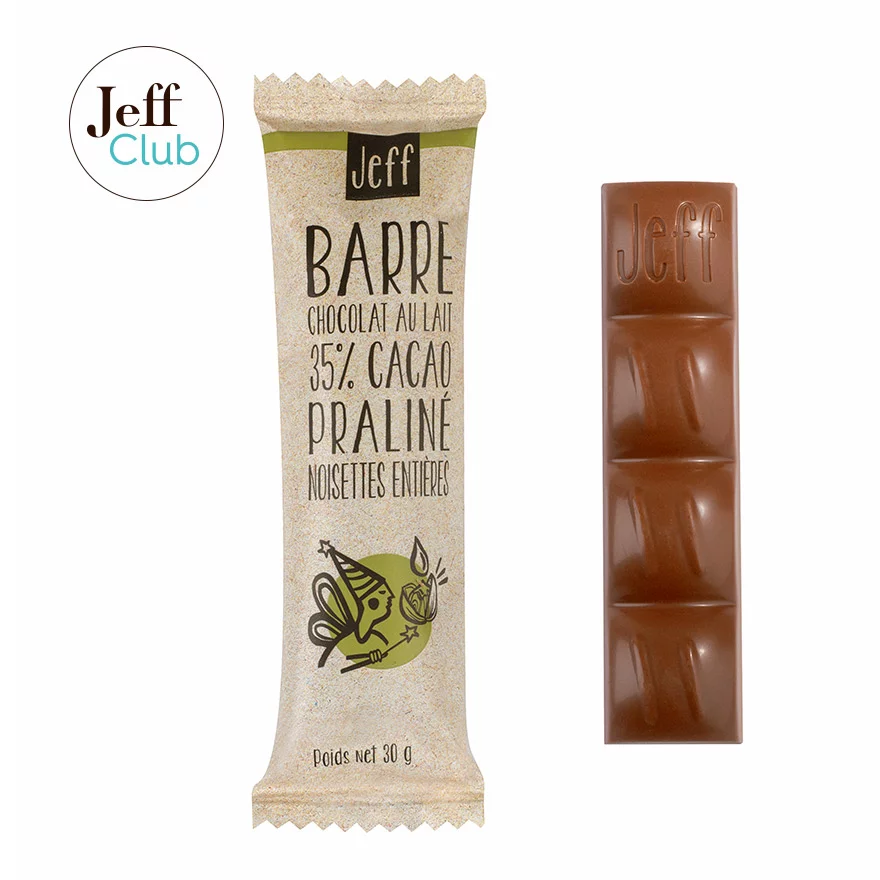 Jeff
Club
Jeff
BARRE
CHOCOLAT AU LAIT
35% CACAO
PRALINÉ
NOISETTES ENTIÈRES
Poids net 30 g
Jeff